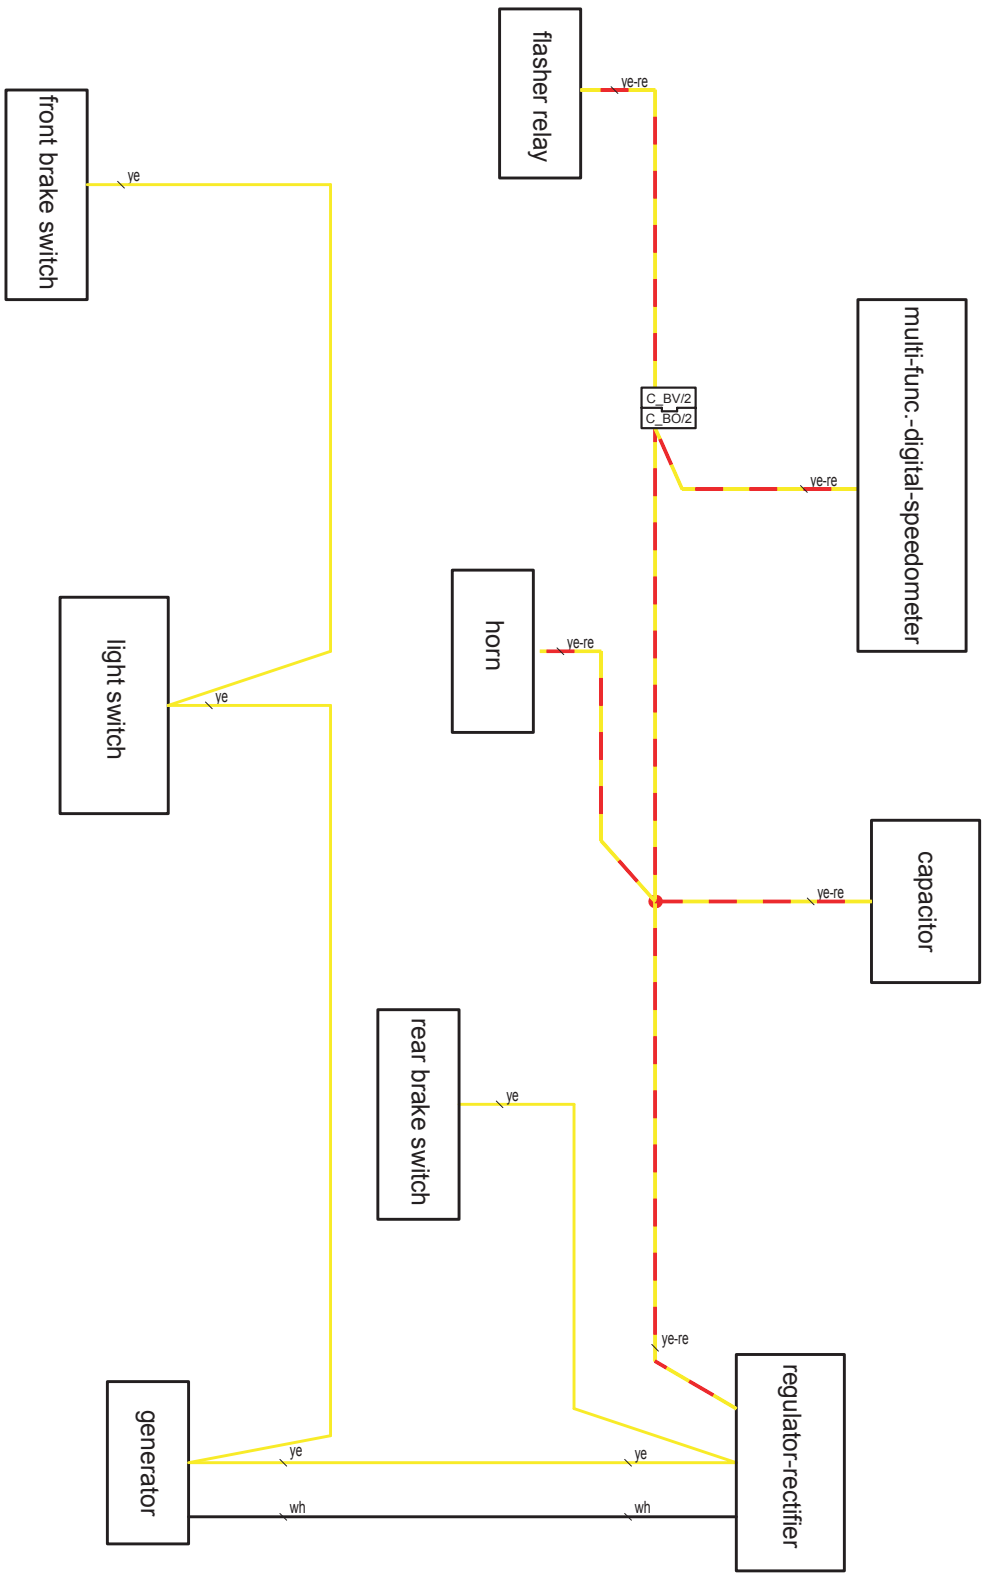 flasher relay
ye-re
front brake switch
ye
multi-func.-digital-speedometer
C_BV/2
C_BO/2
ye-re
horn
ye-re
light switch
ye
capacitor
ye-re
rear brake switch
ye
ye-re
regulator-rectifier
generator
ye
ye
wh
wh